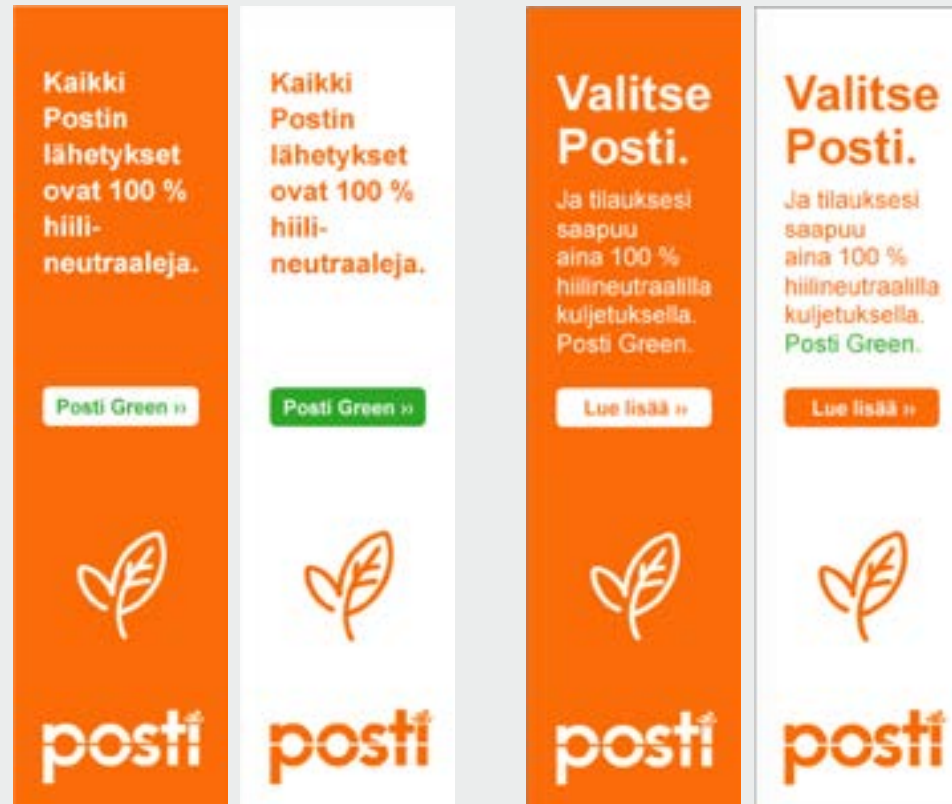 Kaikki
Postin
lähetykset
ovat 100 %
hiili-
neutraaleja.
Posti Green ››
posti
Kaikki
Postin
lähetykset
ovat 100 %
hiili-
neutraaleja.
Posti Green ››
posti
Valitse
Posti.
Ja tilauksesi
saapuu
aina 100 %
hiilineutraalilla
kuljetuksella.
Posti Green.
Lue lisää ››
posti
Valitse
Posti.
Ja tilauksesi
saapuu
aina 100 %
hiilineutraalilla
kuljetuksella.
Posti Green.
Lue lisää ››
posti